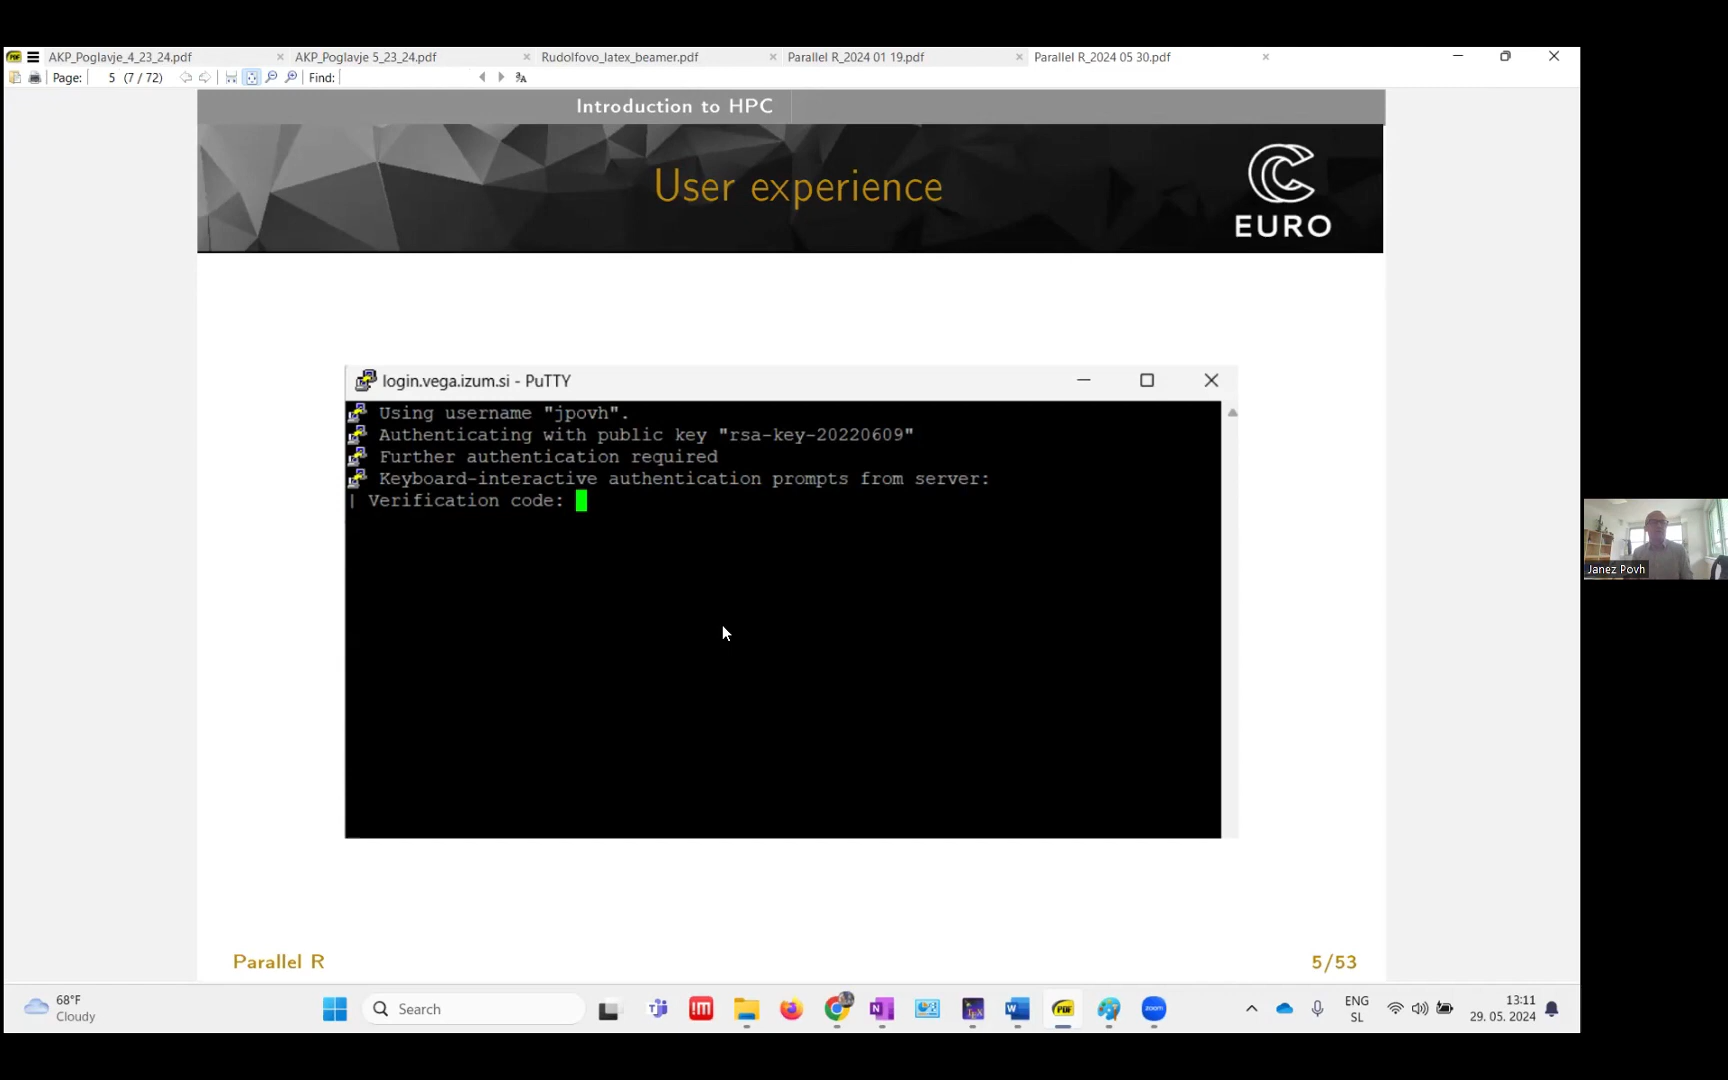 AKP_Poglavje_4_23_24.pdf
AKP_Poglavje 5_23_24.pdf
Rudolfovo_latex_beamer.pdf
Parallel R_2024 01 19.pdf
Parallel R_2024 05 30.pdf
Page: 5 (7 / 72) Find:
Introduction to HPC
User experience
EURO
login.vega.izum.si - PuTTY
Using username "jpovh".
Authenticating with public key "rsa-key-20220609"
Further authentication required
Keyboard-interactive authentication prompts from server:
| Verification code:
Janez Povh
Parallel R
5/53
68°F
Cloudy
Search
ENG
SL
13:11
29. 05. 2024